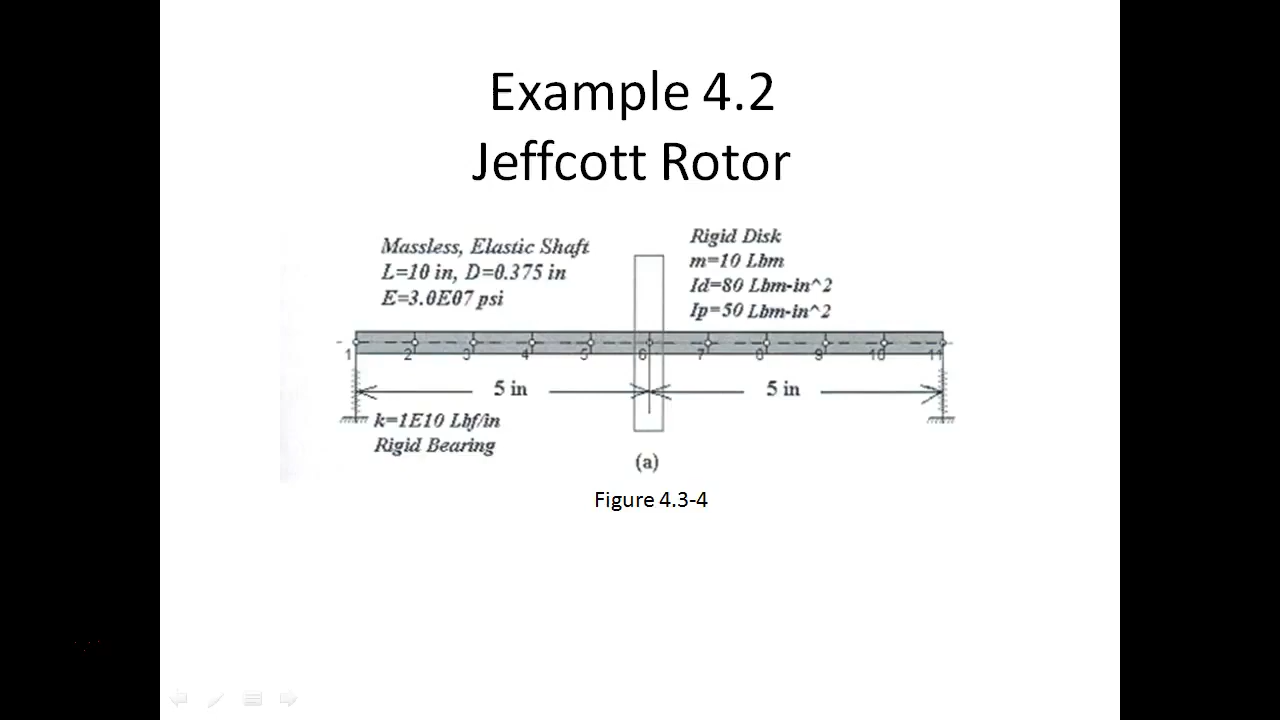 Example 4.2
Jeffcott Rotor
Massless, Elastic Shaft
L=10 in, D=0.375 in
E=3.0E07 psi
Rigid Disk
m=10 Lbm
Id=80 Lbm-in^2
Ip=50 Lbm-in^2
1 2 3 4 5 6 7 8 9 10 11
5 in 5 in
k=1E10 Lbf/in
Rigid Bearing
(a)
Figure 4.3-4